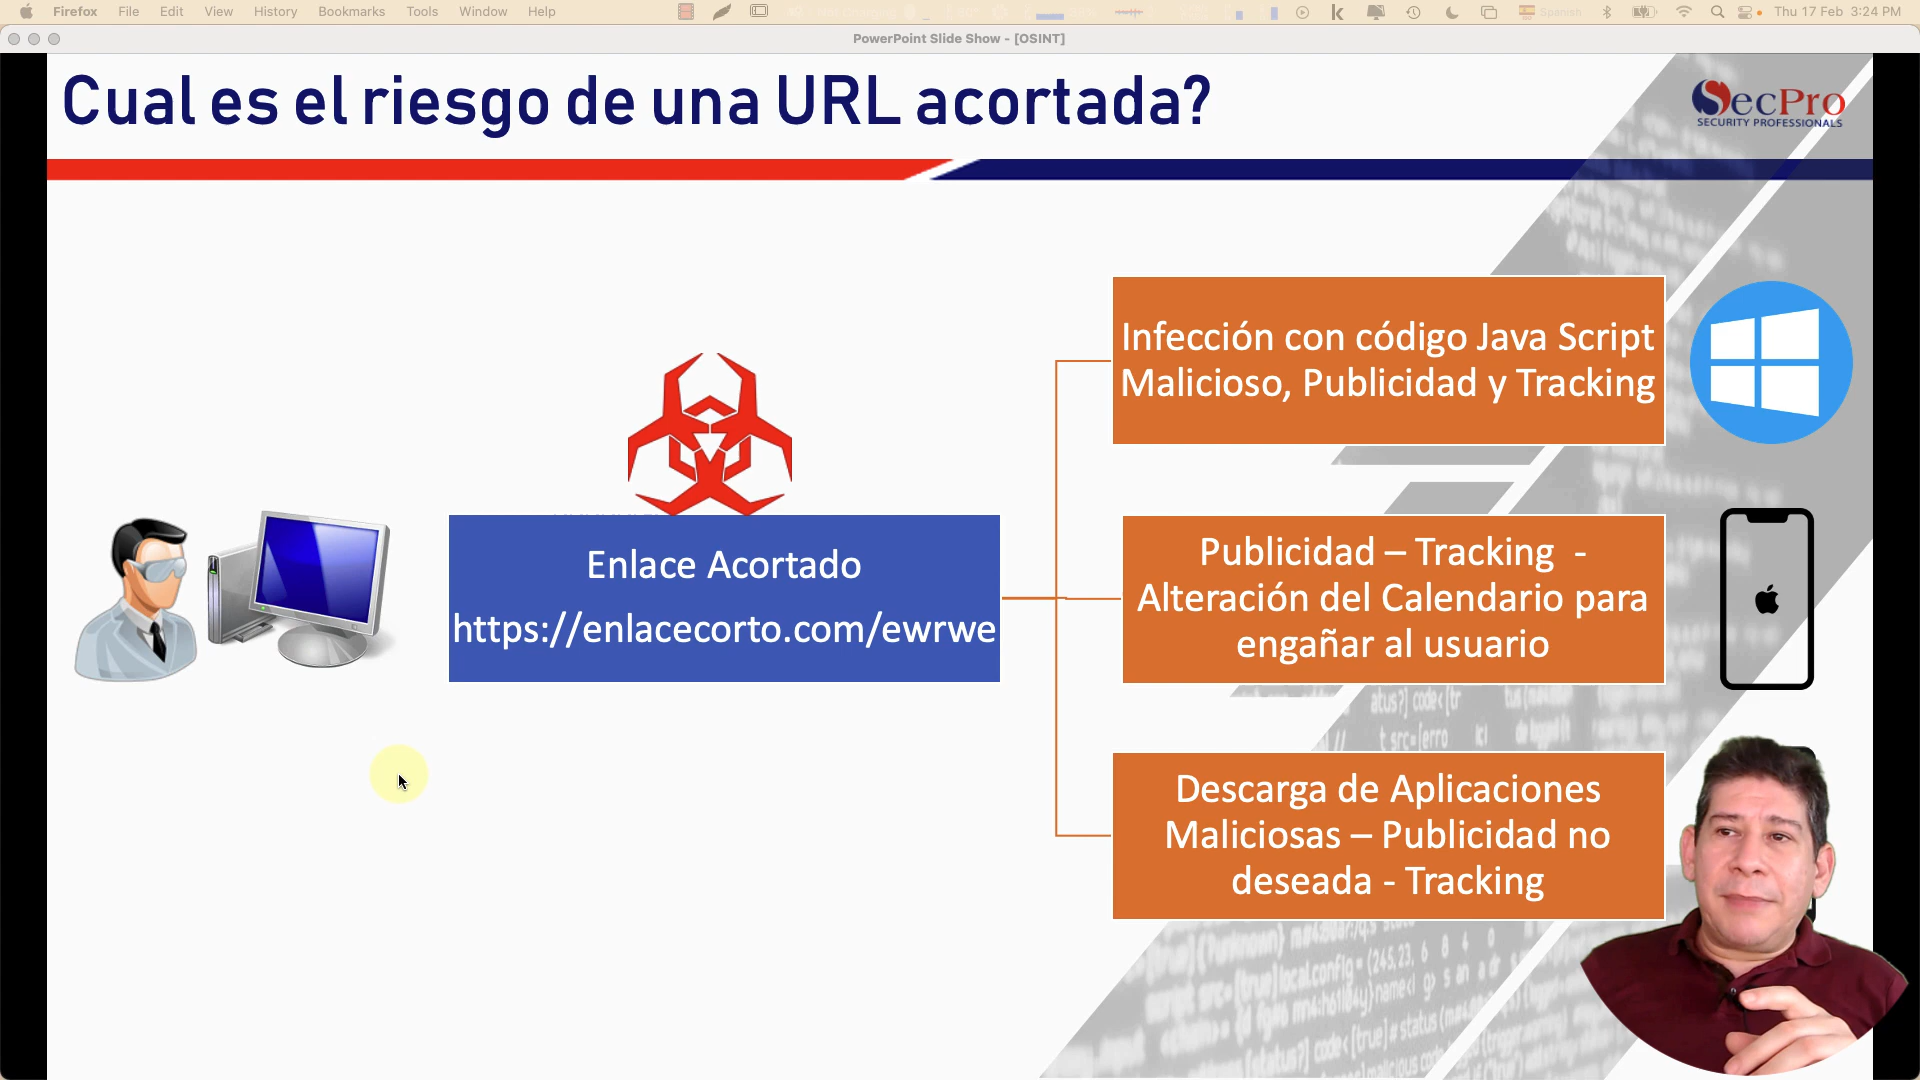 Firefox File Edit View History Bookmarks Tools Window Help
Spanish
Thu 17 Feb 3:24 PM
PowerPoint Slide Show - [OSINT]
Cual es el riesgo de una URL acortada?
SecPro
SECURITY PROFESSIONALS
Infección con código Java Script
Malicioso, Publicidad y Tracking
Enlace Acortado
https://enlacecorto.com/ewrwe
Publicidad – Tracking -
Alteración del Calendario para
engañar al usuario
Descarga de Aplicaciones
Maliciosas – Publicidad no
deseada - Tracking